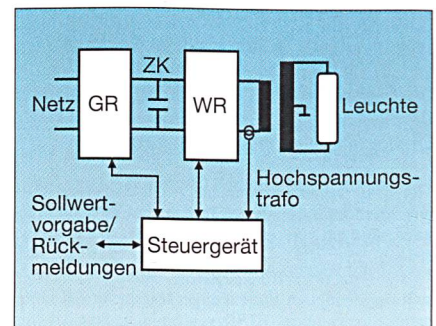 ZK
Netz
GR
WR
Leuchte
Hochspannungs-
trafo
Sollwert-
vorgabe/
Rück-
meldungen
Steuergerät